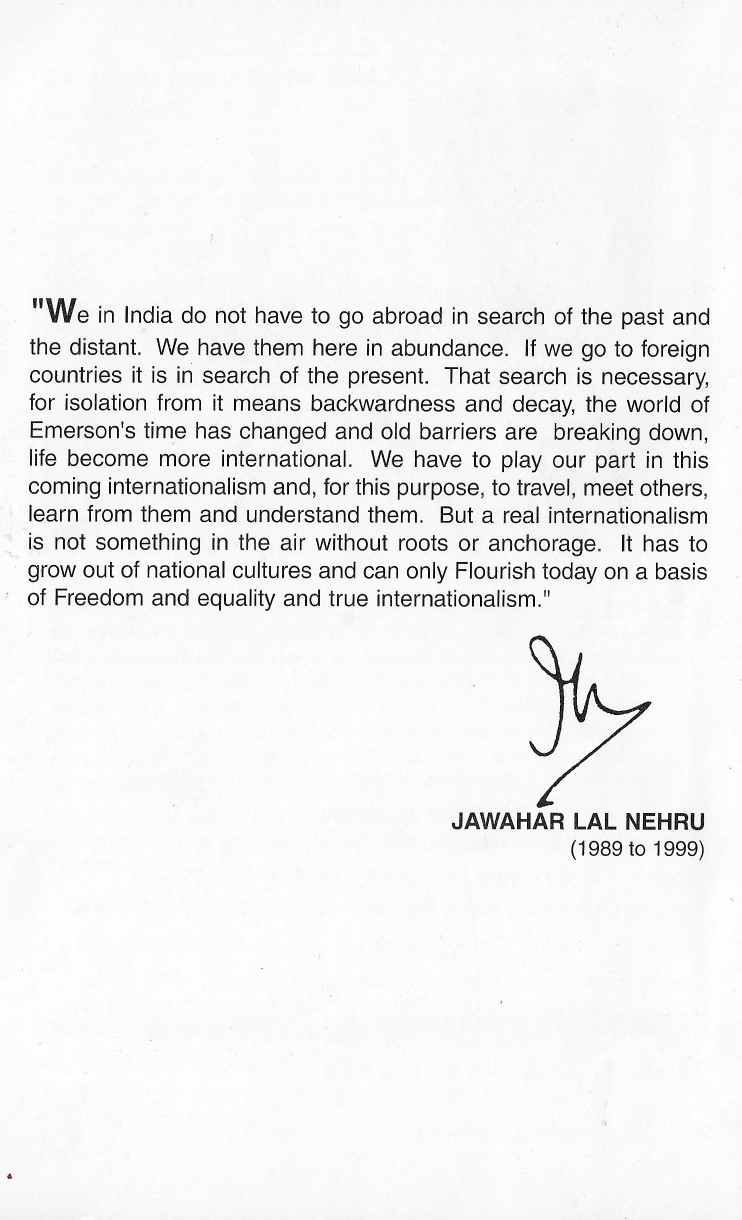 "We in India do not have to go abroad in search of the past and
the distant. We have them here in abundance. If we go to foreign
countries it is in search of the present. That search is necessary,
for isolation from it means backwardness and decay, the world of
Emerson's time has changed and old barriers are breaking down,
life become more international. We have to play our part in this
coming internationalism and, for this purpose, to travel, meet others,
learn from them and understand them. But a real internationalism
is not something in the air without roots or anchorage. It has to
grow out of national cultures and can only Flourish today on a basis
of Freedom and equality and true internationalism."
JAWAHAR LAL NEHRU
(1989 to 1999)